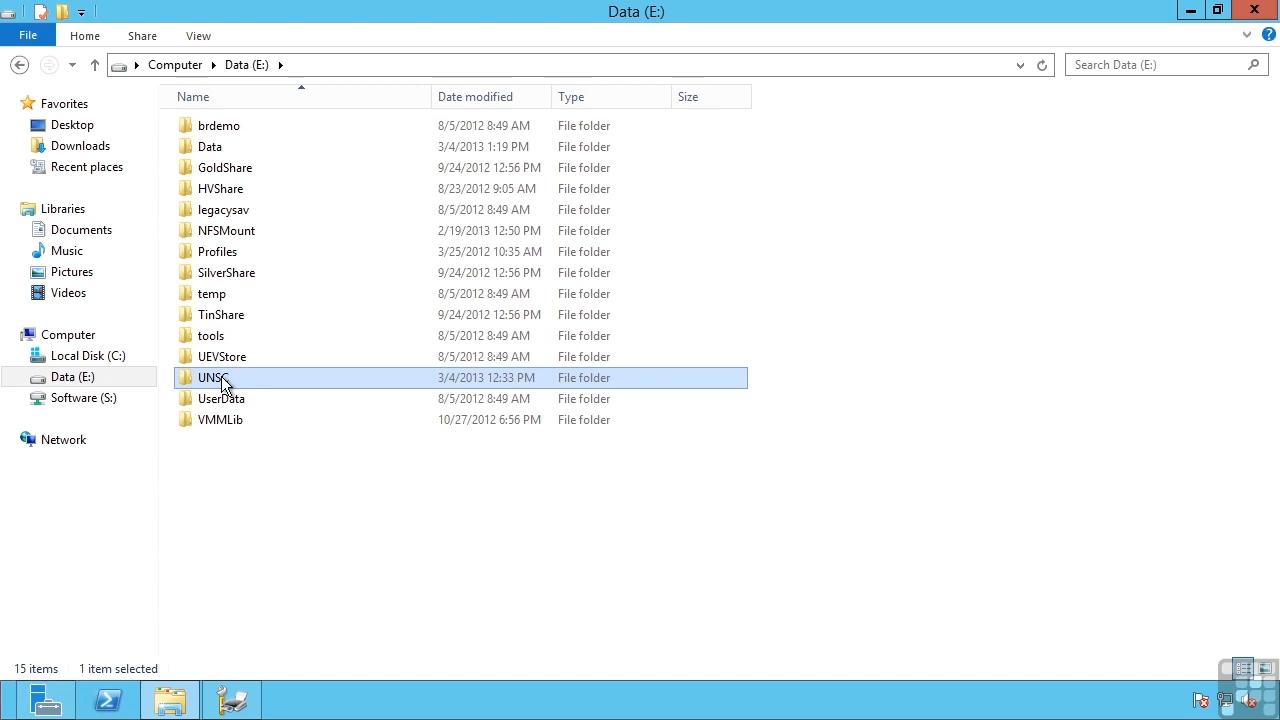 Data (E:)
File Home Share View
Computer Data (E:) Search Data (E:)
Name Date modified Type Size
Favorites
Desktop
Downloads
Recent places
Libraries
Documents
Music
Pictures
Videos
Computer
Local Disk (C:)
Data (E:)
Software (S:)
Network
brdemo 8/5/2012 8:49 AM File folder
Data 3/4/2013 1:19 PM File folder
GoldShare 9/24/2012 12:56 PM File folder
HVShare 8/23/2012 9:05 AM File folder
legacysav 8/5/2012 8:49 AM File folder
NFSMount 2/19/2013 12:50 PM File folder
Profiles 3/25/2012 10:35 AM File folder
SilverShare 9/24/2012 12:56 PM File folder
temp 8/5/2012 8:49 AM File folder
TinShare 9/24/2012 12:56 PM File folder
tools 8/5/2012 8:49 AM File folder
UEVStore 8/5/2012 8:49 AM File folder
UNSC 3/4/2013 12:33 PM File folder
UserData 8/5/2012 8:49 AM File folder
VMMLib 10/27/2012 6:56 PM File folder
15 items 1 item selected